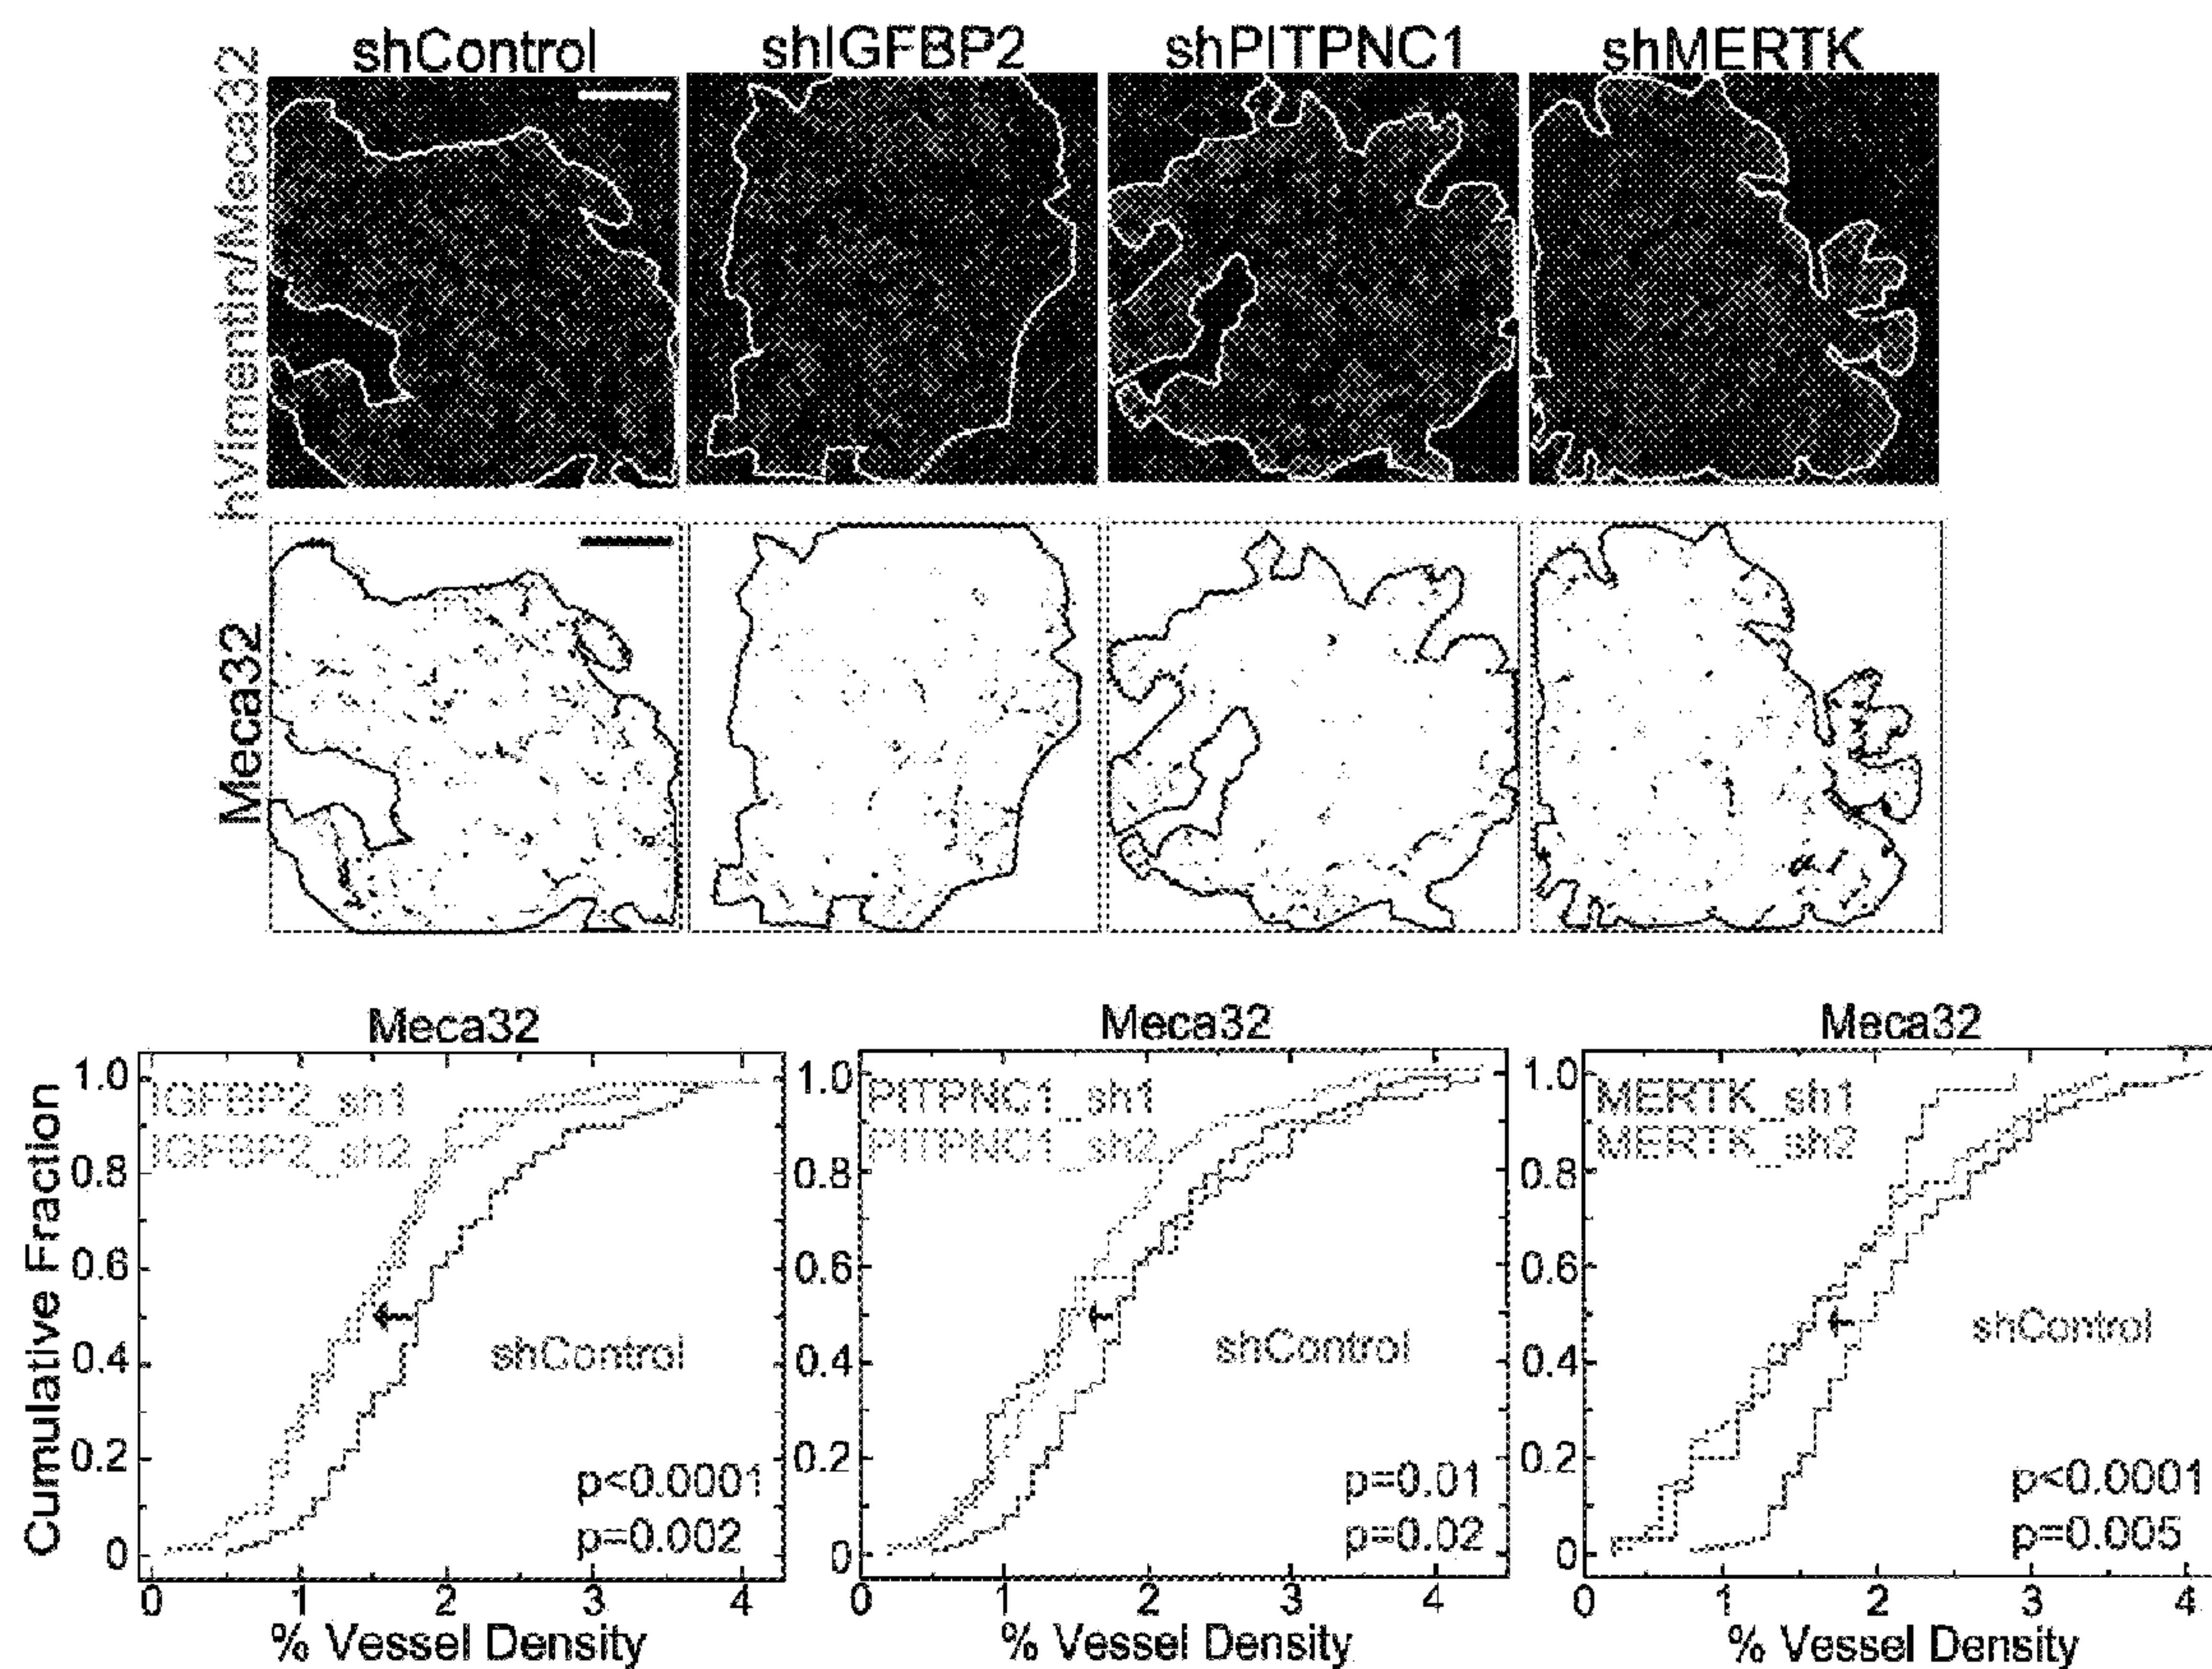 shControl shIGFBP2 shPITPNC1 shMERTK
hVimentin/Meca32
Meca32
Meca32 Meca32 Meca32
Cumulative Fraction
1.0
0.8
0.6
0.4
0.2
0
IGFBP2_sh1
IGFBP2_sh2
shControl
p<0.0001
p=0.002
0 1 2 3 4
% Vessel Density
1.0
0.8
0.6
0.4
0.2
0
PITPNC1_sh1
PITPNC1_sh2
shControl
p=0.01
p=0.02
0 1 2 3 4
% Vessel Density
1.0
0.8
0.6
0.4
0.2
0
MERTK_sh1
MERTK_sh2
shControl
p<0.0001
p=0.005
0 1 2 3 4
% Vessel Density